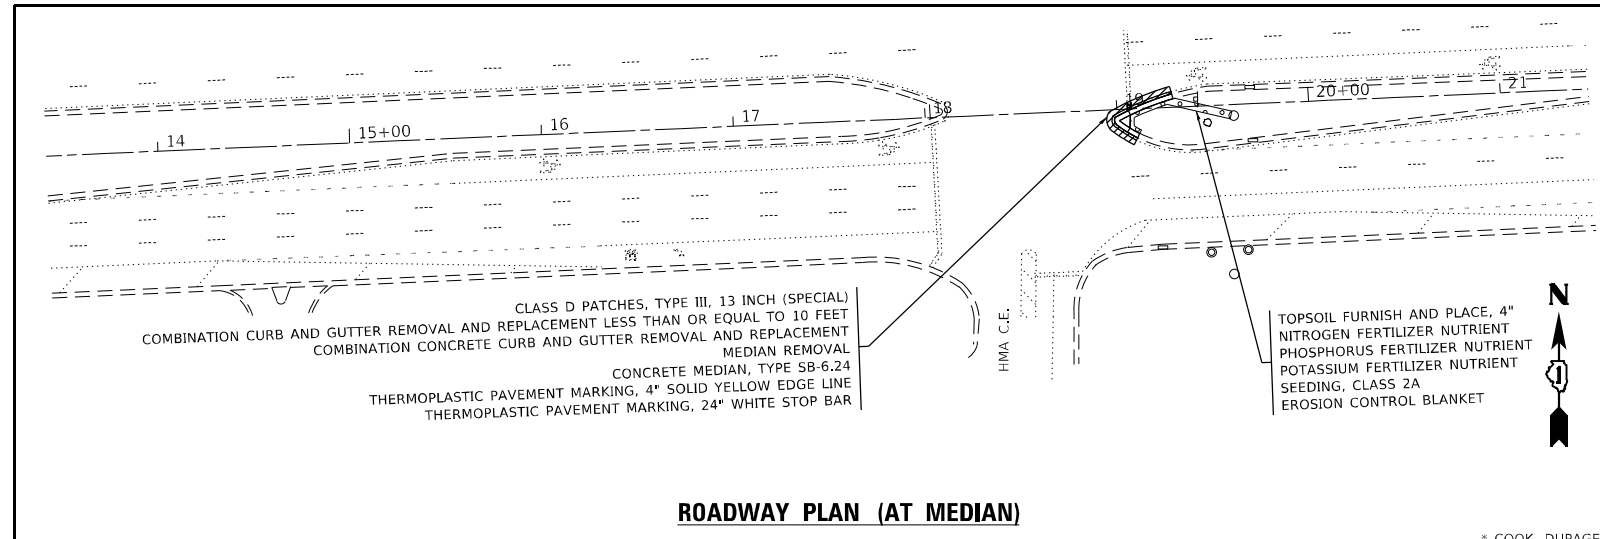 14
15+00
16
17
18
19
20+00
21
CLASS D PATCHES, TYPE III, 13 INCH (SPECIAL)
COMBINATION CURB AND GUTTER REMOVAL AND REPLACEMENT LESS THAN OR EQUAL TO 10 FEET
COMBINATION CONCRETE CURB AND GUTTER REMOVAL AND REPLACEMENT
MEDIAN REMOVAL
CONCRETE MEDIAN, TYPE SB-6.24
THERMOPLASTIC PAVEMENT MARKING, 4" SOLID YELLOW EDGE LINE
THERMOPLASTIC PAVEMENT MARKING, 24" WHITE STOP BAR
HMA C.E.
TOPSOIL FURNISH AND PLACE, 4"
NITROGEN FERTILIZER NUTRIENT
PHOSPHORUS FERTILIZER NUTRIENT
POTASSIUM FERTILIZER NUTRIENT
SEEDING, CLASS 2A
EROSION CONTROL BLANKET
N
1
ROADWAY PLAN (AT MEDIAN)
* COOK, DUPAGE